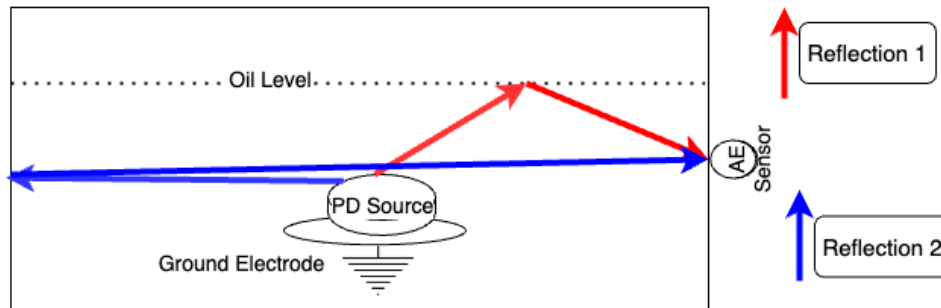 Reflection 1
Oil Level
AE
Sensor
PD Source
Ground Electrode
Reflection 2